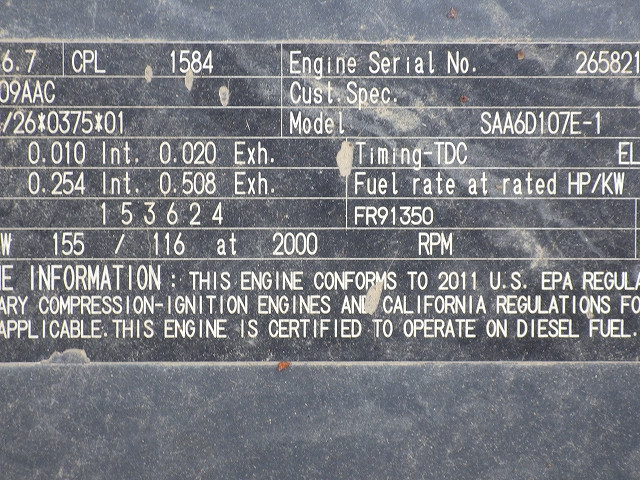 6.7 CPL 1584 Engine Serial No. 265821
09AAC Cust.Spec.
/26*0375*01 Model SAA6D107E-1
0.010 Int. 0.020 Exh. Timing-TDC EL
0.254 Int. 0.508 Exh. Fuel rate at rated HP/KW
153624 FR91350
W 155 / 116 at 2000 RPM
E INFORMATION : THIS ENGINE CONFORMS TO 2011 U.S. EPA REGULA
ARY COMPRESSION-IGNITION ENGINES AND CALIFORNIA REGULATIONS FO
APPLICABLE. THIS ENGINE IS CERTIFIED TO OPERATE ON DIESEL FUEL.